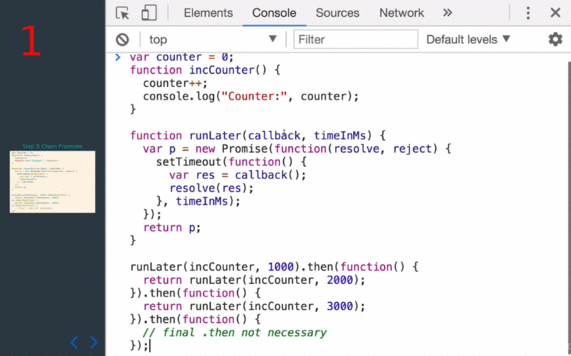 1
Step 3: Chain Promises
Elements Console Sources Network »
top Filter Default levels
var counter = 0;
function incCounter() {
counter++;
console.log("Counter:", counter);
}
function runLater(callback, timeInMs) {
var p = new Promise(function(resolve, reject) {
setTimeout(function() {
var res = callback();
resolve(res);
}, timeInMs);
});
return p;
}
runLater(incCounter, 1000).then(function() {
return runLater(incCounter, 2000);
}).then(function() {
return runLater(incCounter, 3000);
}).then(function() {
// final .then not necessary
});